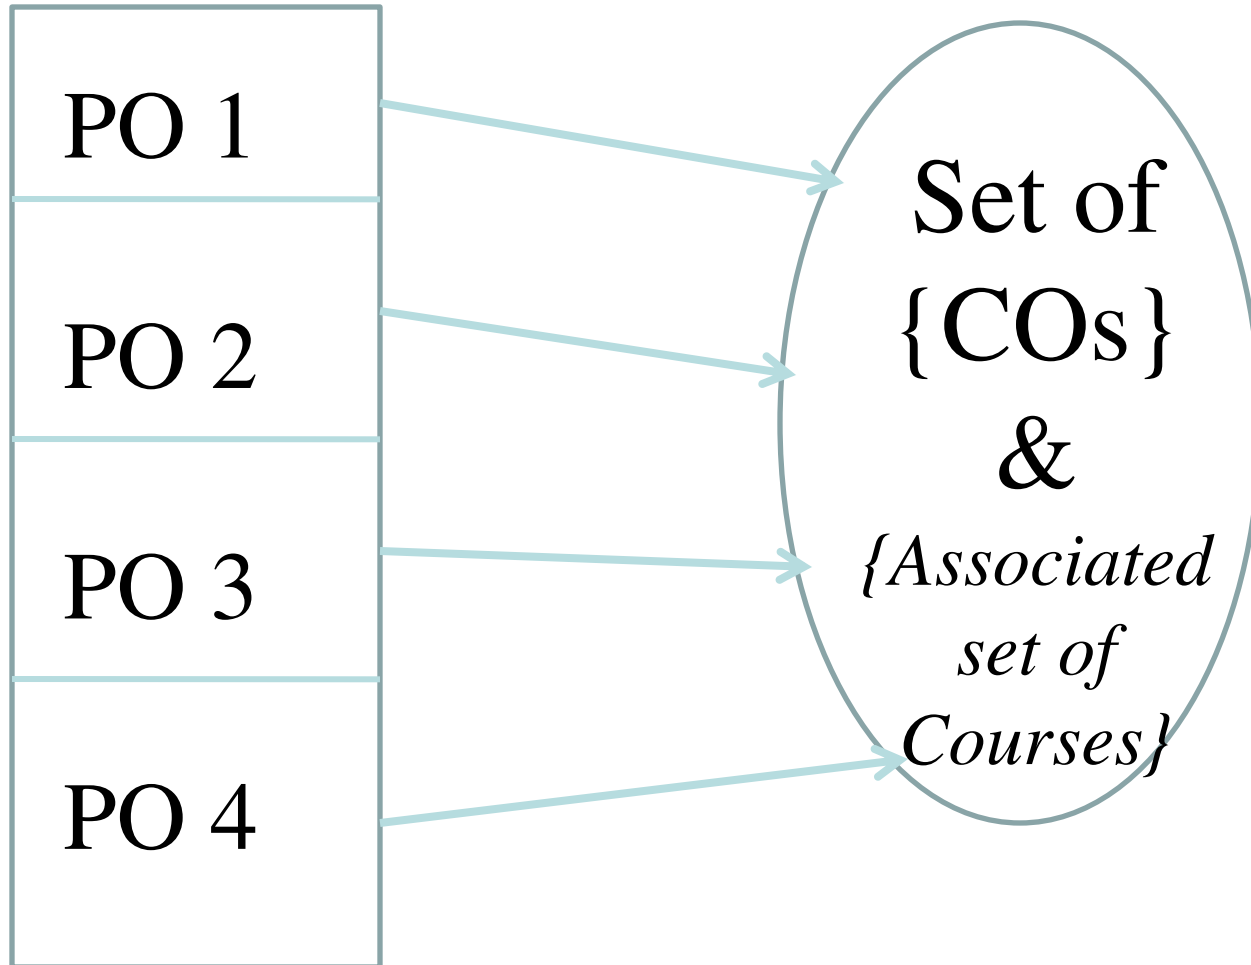 PO 1
PO 2
PO 3
PO 4
Set of
{COs}
&
{Associated
set of
Courses}